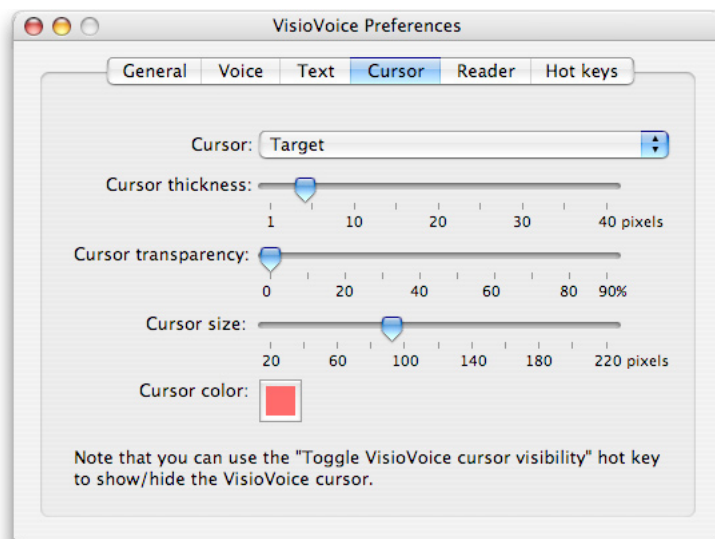 VisioVoice Preferences
General Voice Text Cursor Reader Hot keys
Cursor: Target
Cursor thickness:
1 10 20 30 40 pixels
Cursor transparency:
0 20 40 60 80 90%
Cursor size:
20 60 100 140 180 220 pixels
Cursor color:
Note that you can use the "Toggle VisioVoice cursor visibility" hot key
to show/hide the VisioVoice cursor.